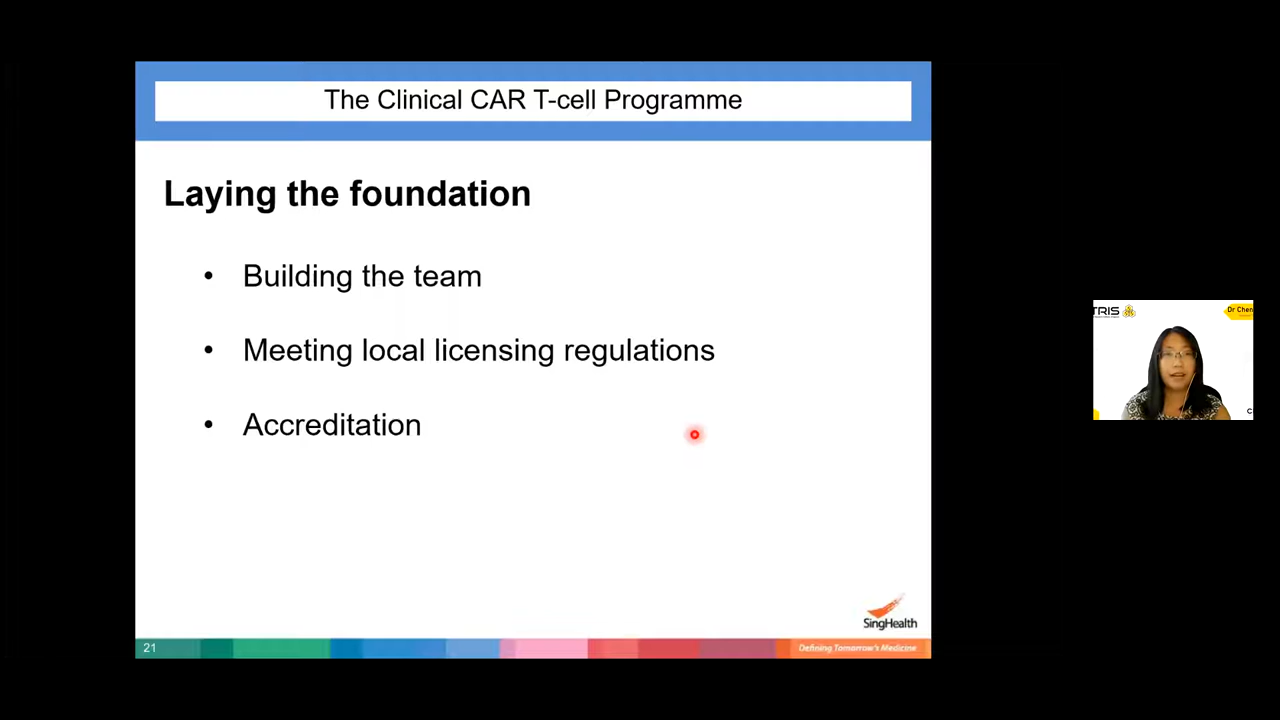 The Clinical CAR T-cell Programme
Laying the foundation
• Building the team
• Meeting local licensing regulations
• Accreditation
SingHealth
21
Defining Tomorrow's Medicine
TRIS
Dr Chen